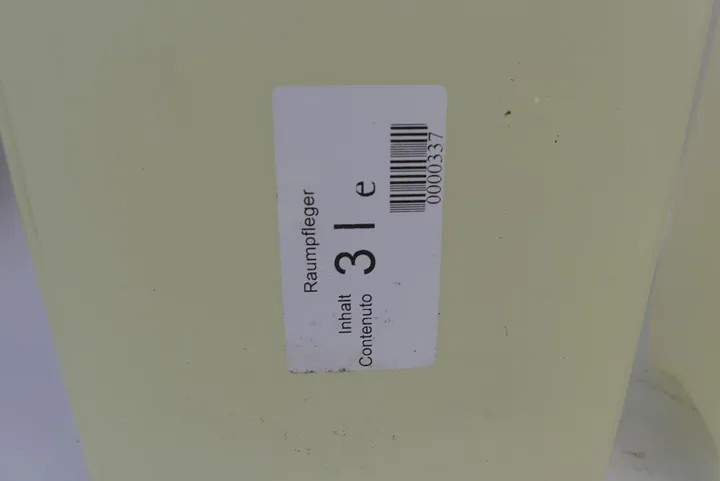 Raumpfleger
Inhalt
Contenuto
3 l e
0000337